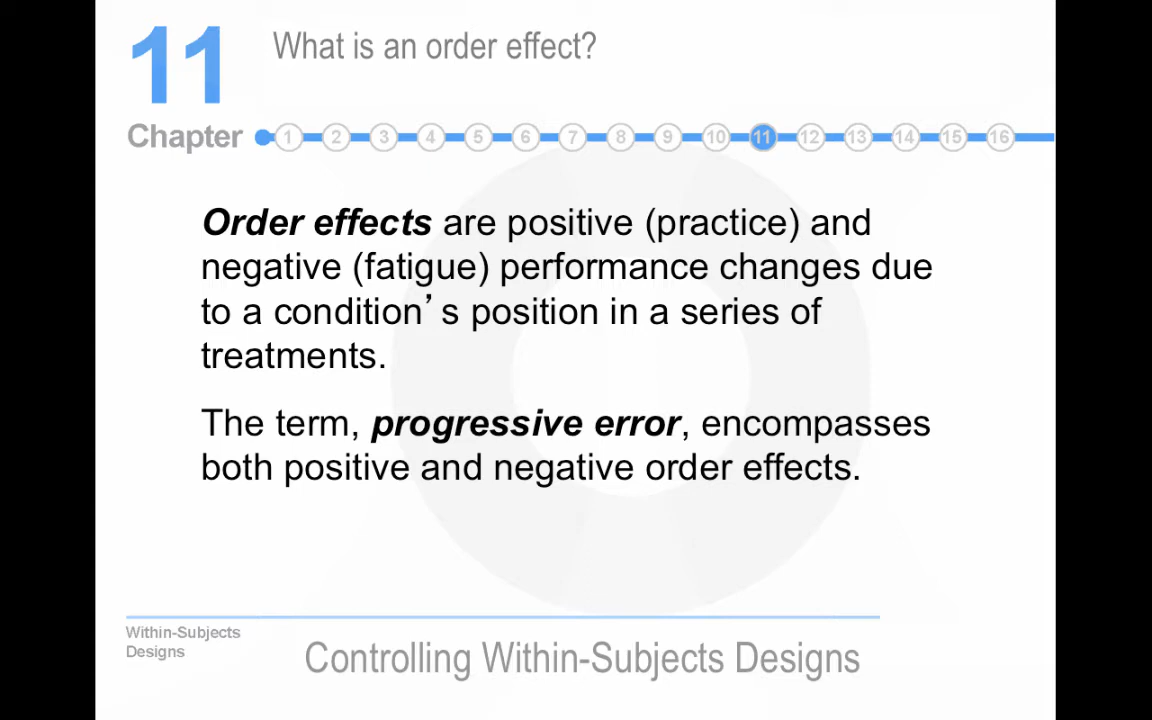 11
What is an order effect?
Chapter
1 2 3 4 5 6 7 8 9 10 11 12 13 14 15 16
Order effects are positive (practice) and
negative (fatigue) performance changes due
to a condition’s position in a series of
treatments.
The term, progressive error, encompasses
both positive and negative order effects.
Within-Subjects
Designs
Controlling Within-Subjects Designs